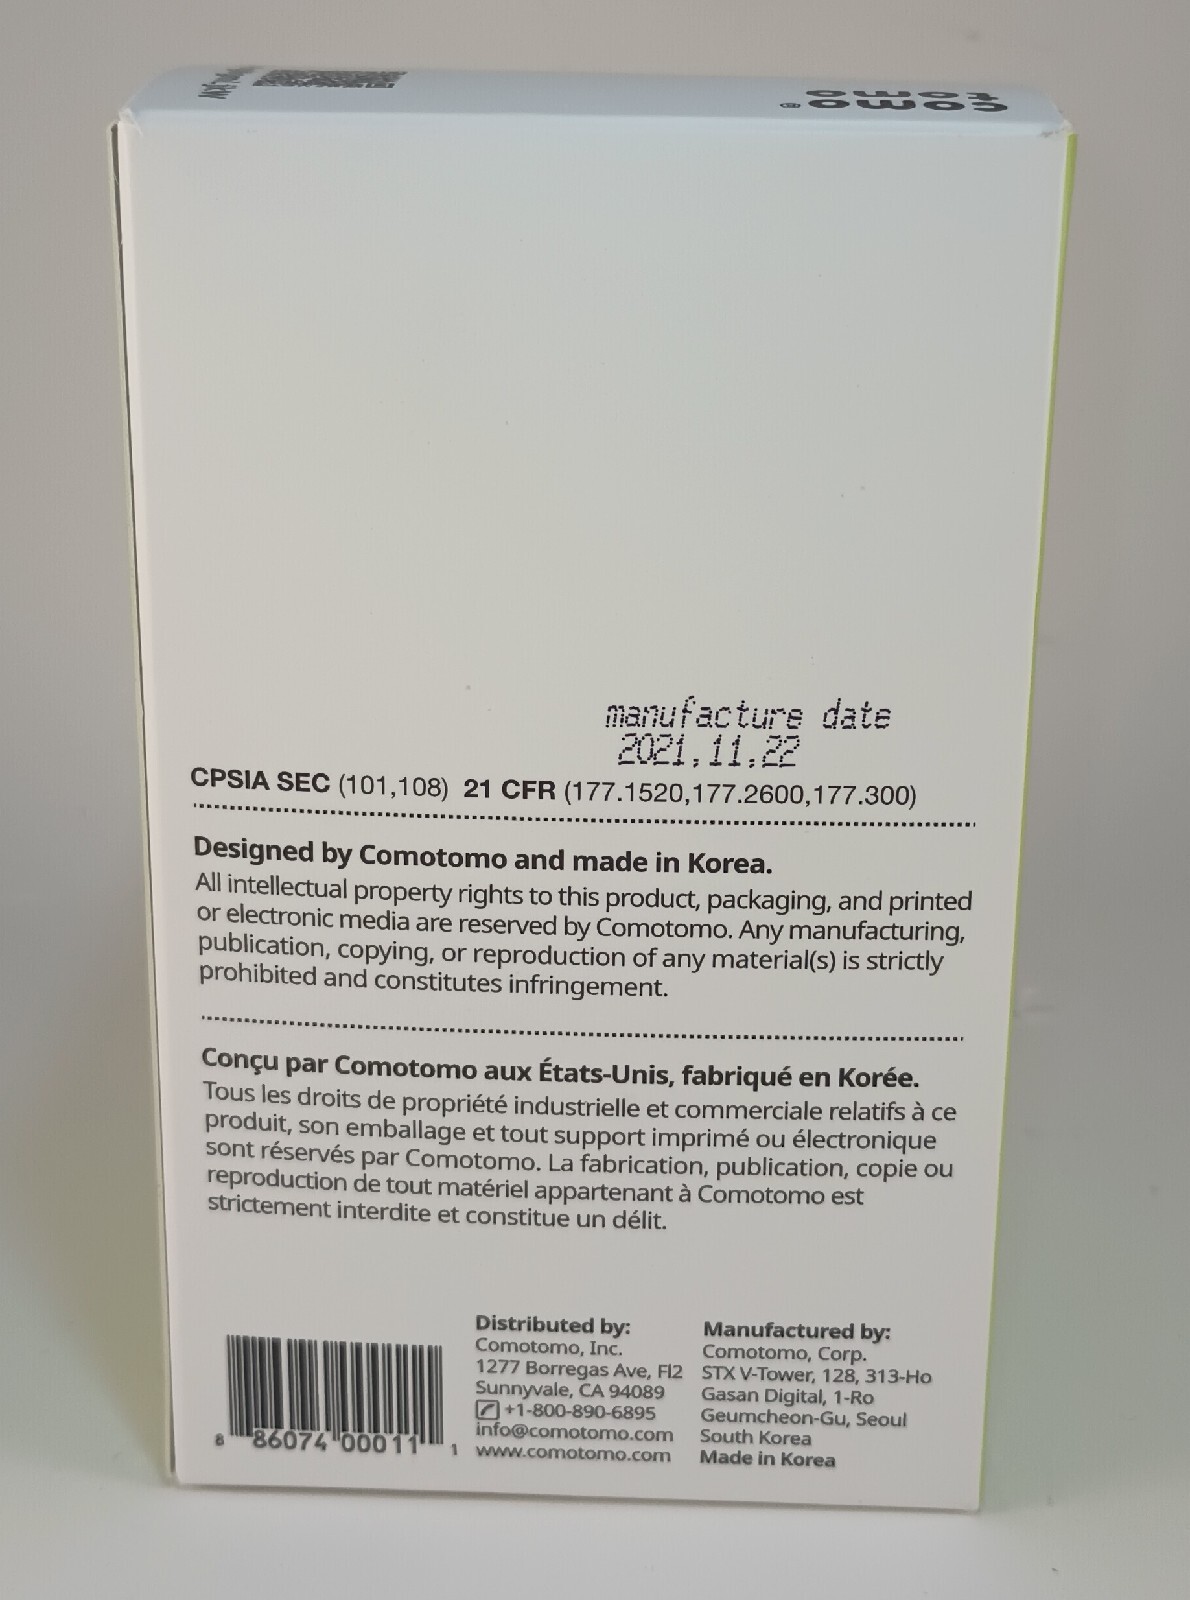 como
tomo®
manufacture date
2021.11.22
CPSIA SEC (101,108) 21 CFR (177.1520,177.2600,177.300)
Designed by Comotomo and made in Korea.
All intellectual property rights to this product, packaging, and printed
or electronic media are reserved by Comotomo. Any manufacturing,
publication, copying, or reproduction of any material(s) is strictly
prohibited and constitutes infringement.
Conçu par Comotomo aux États-Unis, fabriqué en Korée.
Tous les droits de propriété industrielle et commerciale relatifs à ce
produit, son emballage et tout support imprimé ou électronique
sont réservés par Comotomo. La fabrication, publication, copie ou
reproduction de tout matériel appartenant à Comotomo est
strictement interdite et constitue un délit.
8 86074 00011 1
Distributed by:
Comotomo, Inc.
1277 Borregas Ave, Fl2
Sunnyvale, CA 94089
+1-800-890-6895
info@comotomo.com
www.comotomo.com
Manufactured by:
Comotomo, Corp.
STX V-Tower, 128, 313-Ho
Gasan Digital, 1-Ro
Geumcheon-Gu, Seoul
South Korea
Made in Korea